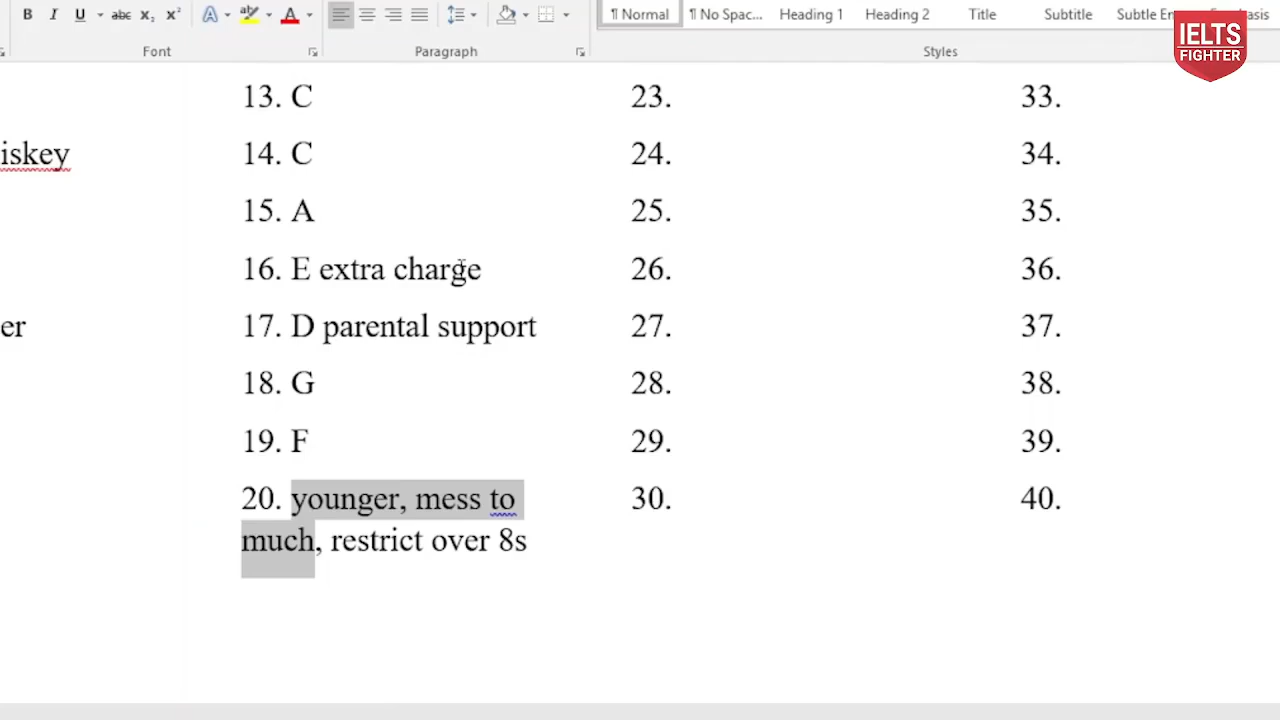 B I U abc x₂ x² A ab A
¶ Normal ¶ No Spac... Heading 1 Heading 2 Title Subtitle Subtle
IELTS
FIGHTER
Font Paragraph Styles
13. C 23. 33.
iskey 14. C 24. 34.
15. A 25. 35.
16. E extra charge 26. 36.
er 17. D parental support 27. 37.
18. G 28. 38.
19. F 29. 39.
20. younger, mess to 30. 40.
much, restrict over 8s